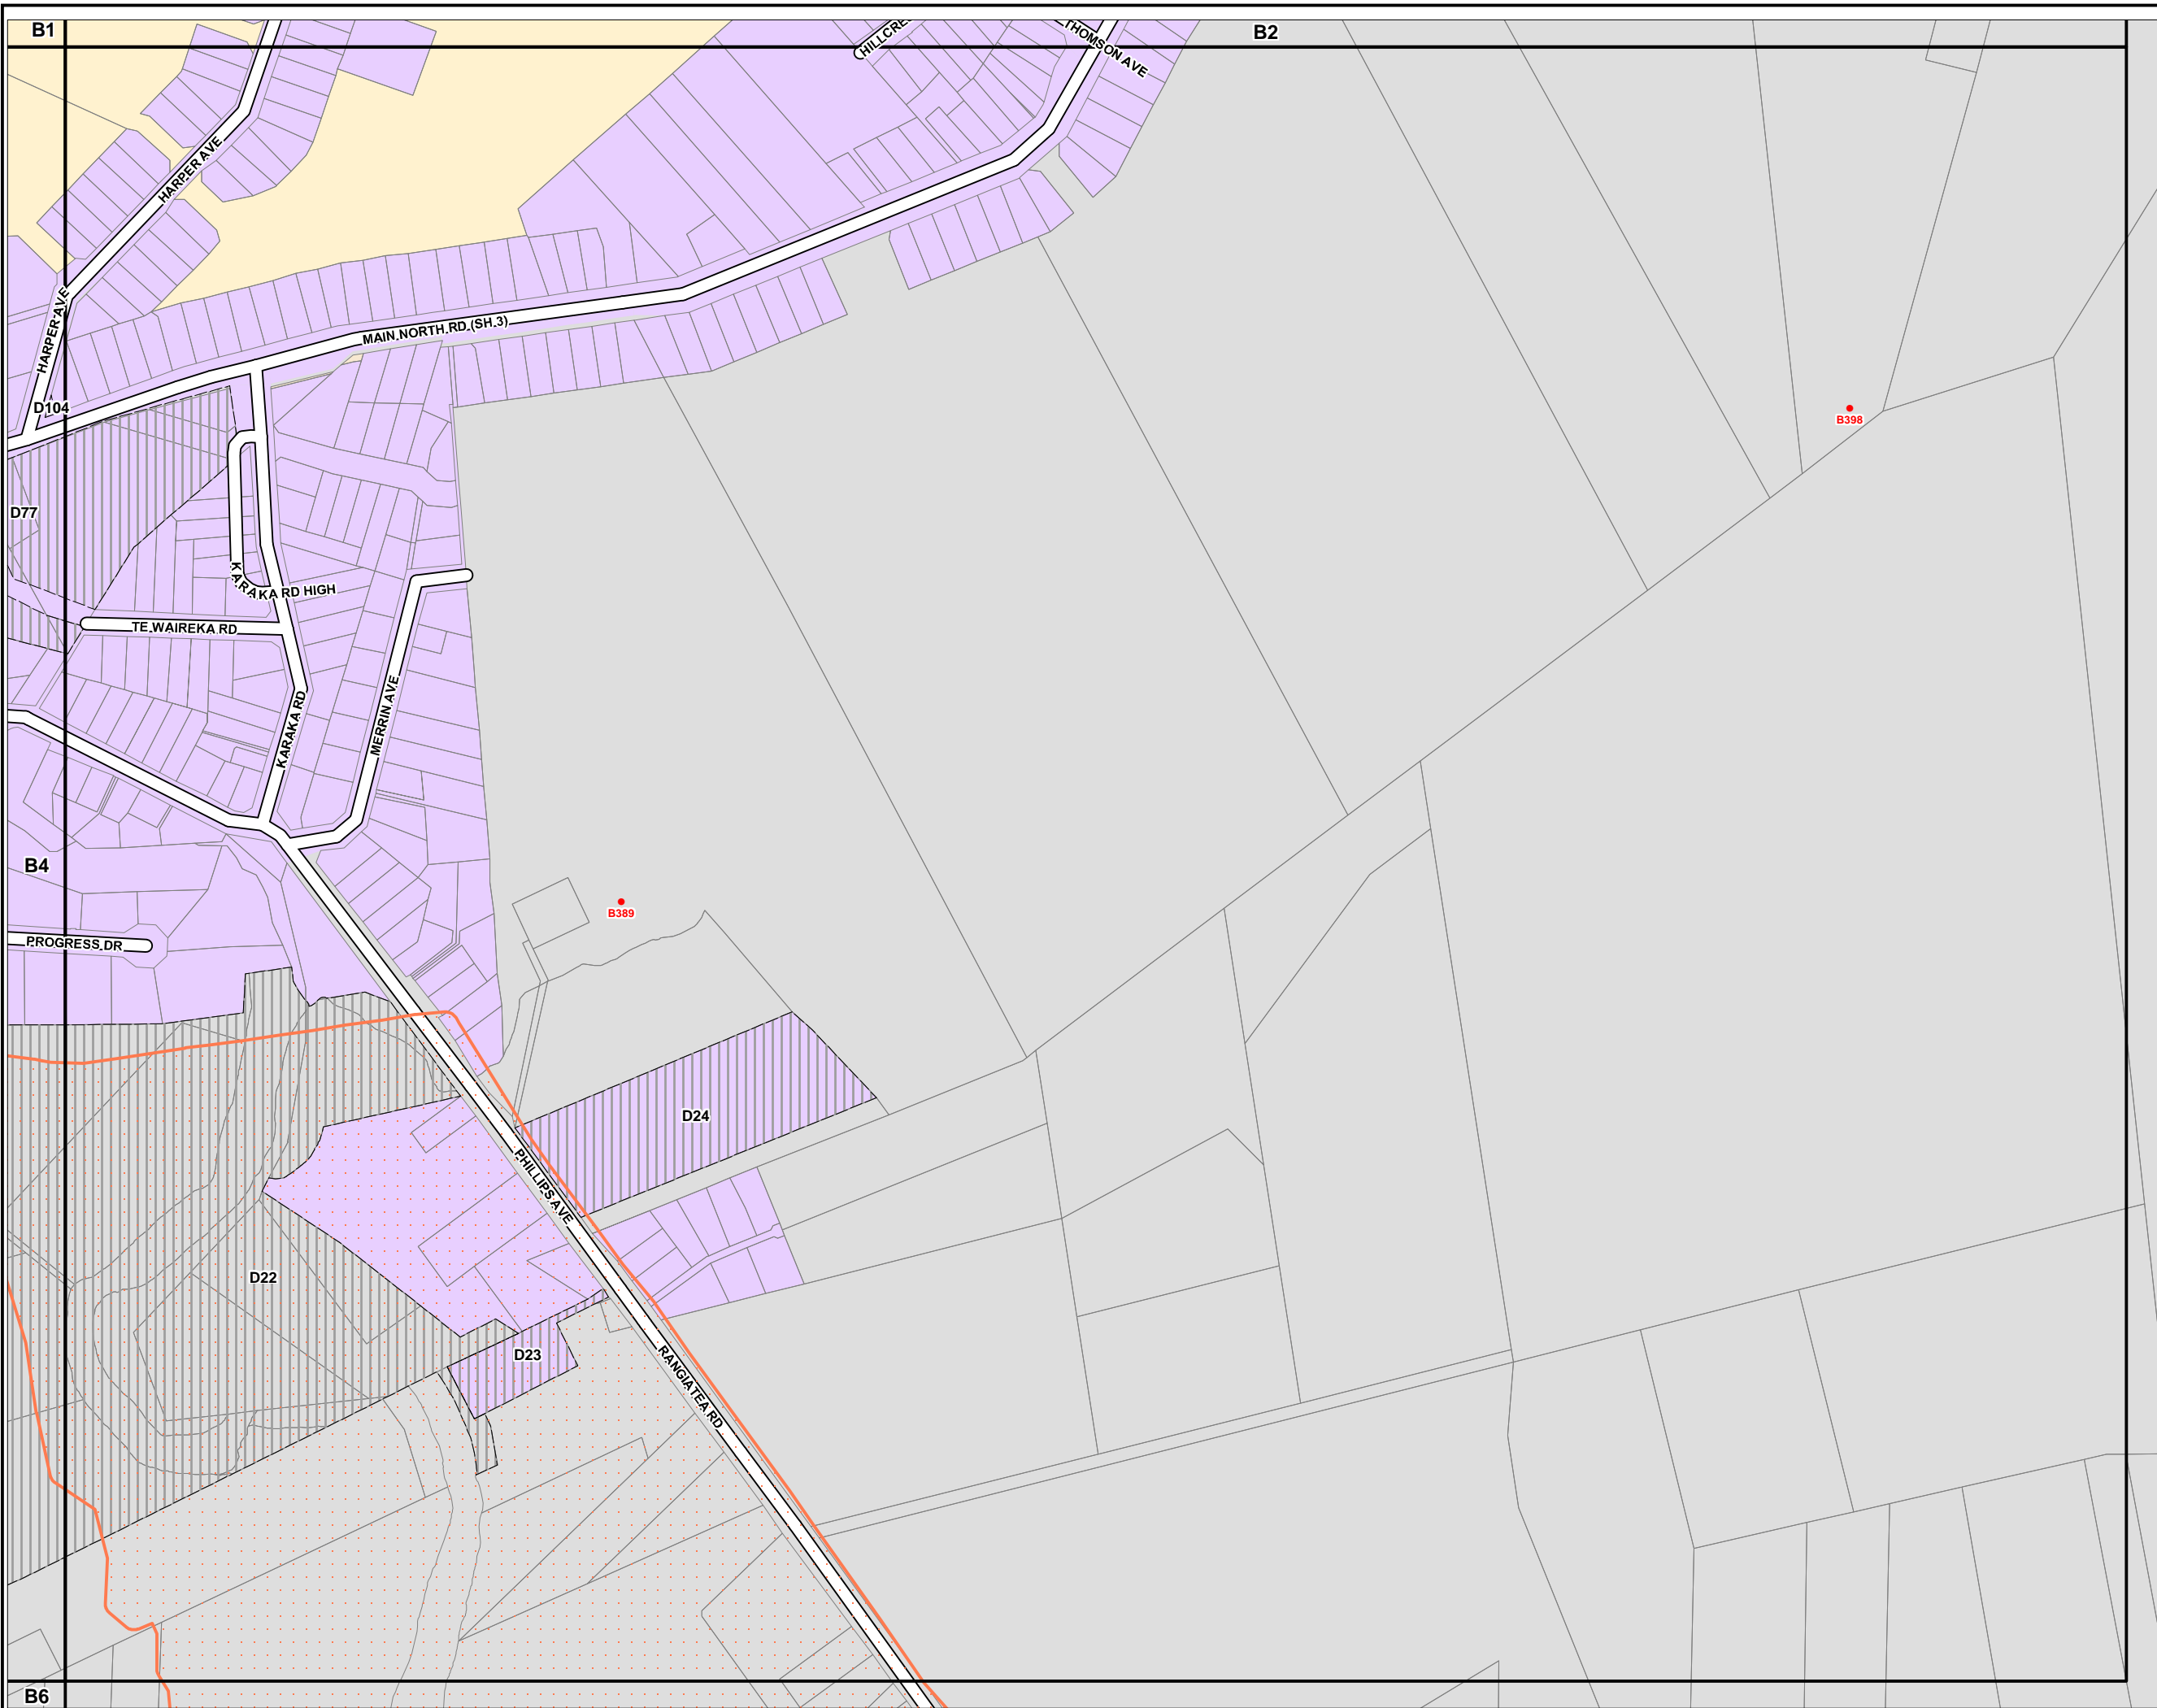 B1
B2
HILLCRE
THOMSON AVE
HARPER AVE
HARPER AVE
MAIN NORTH RD (SH 3)
D104
B398
D77
KARAKA RD HIGH
TE WAIREKA RD
KARAKA RD
MERRIN AVE
B4
B389
PROGRESS DR
D24
PHILLIPS AVE
D22
D23
RANGIATEA RD
B6